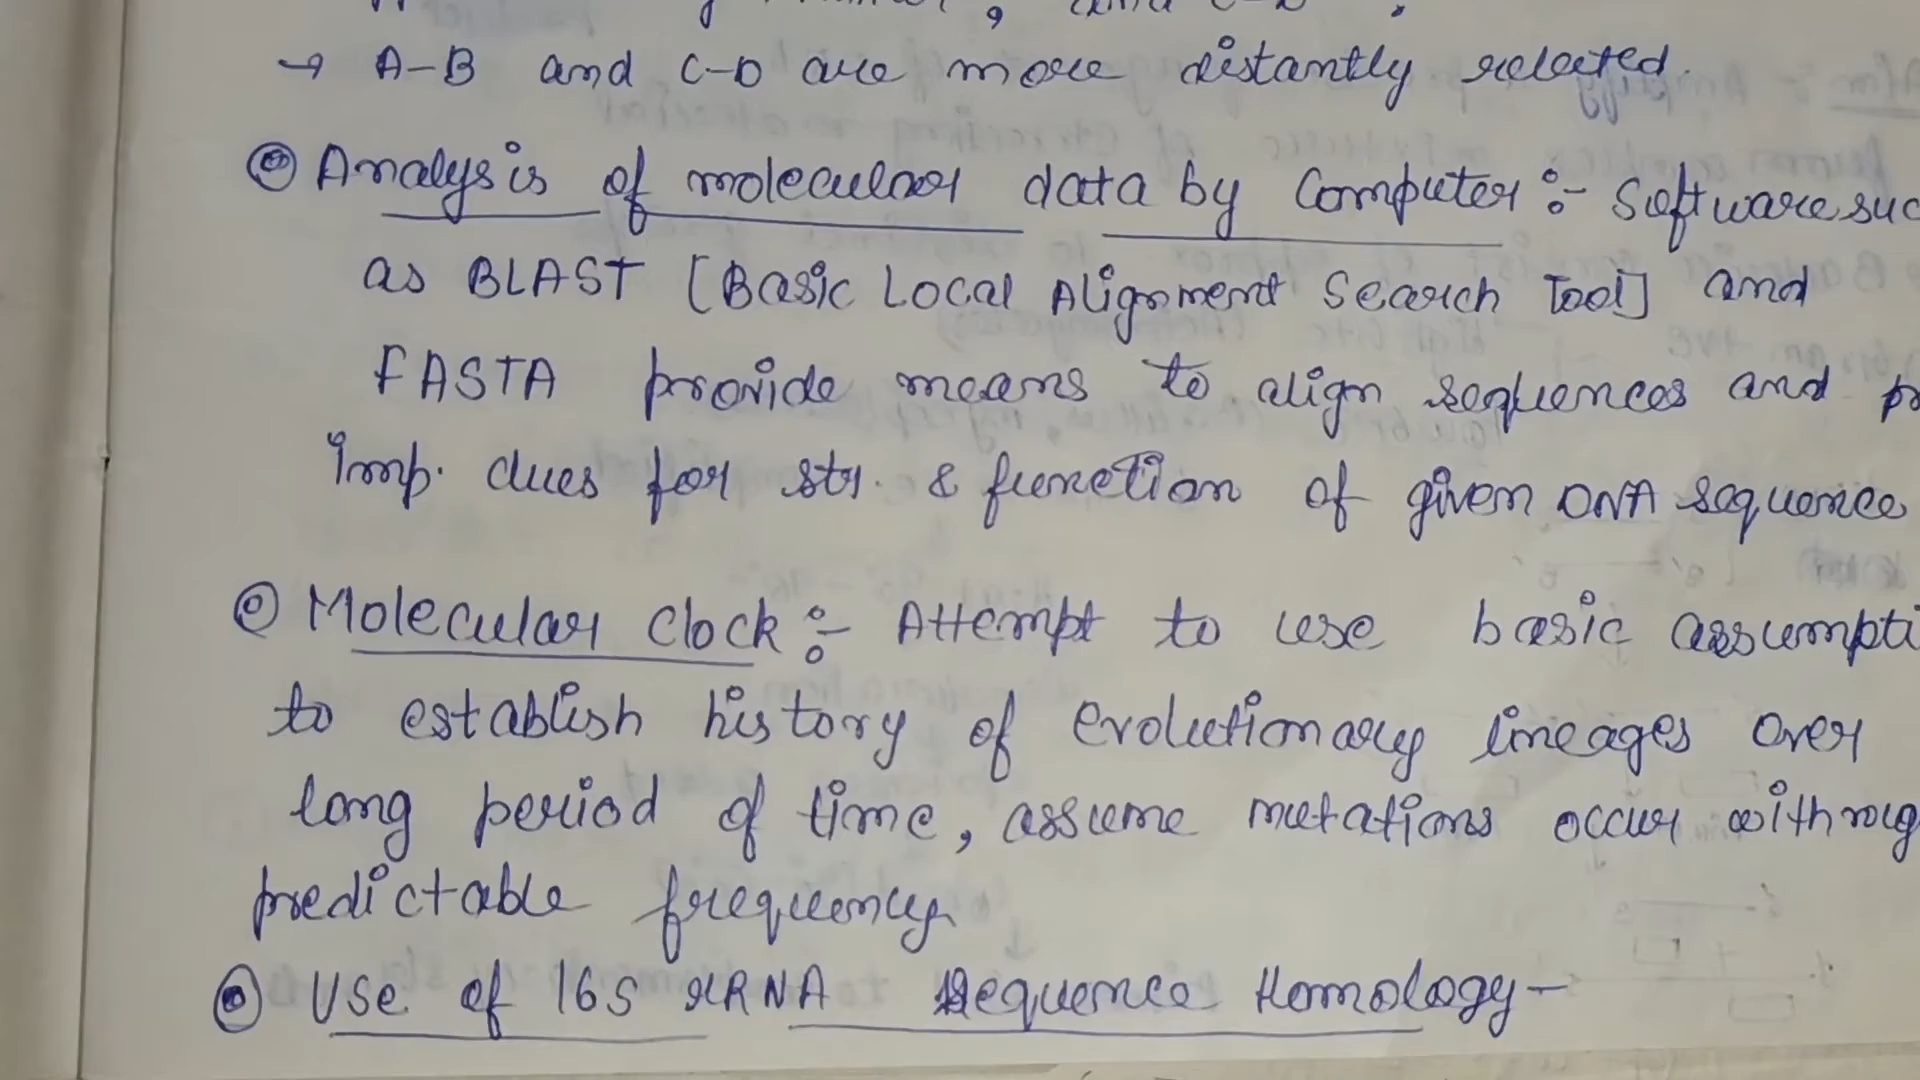 → A-B and C-D are more distantly related.
Analysis of molecular data by Computer :- Software suc
as BLAST [Basic Local Alignment Search Tool] and
FASTA provide means to align sequences and pr
imp. clues for str. & function of given DNA sequence
Molecular Clock :- Attempt to use basic assumpti
to establish history of evolutionary lineages over
long period of time, assume mutations occur with roug
predictable frequency.
Use of 16S rRNA Sequence Homology -